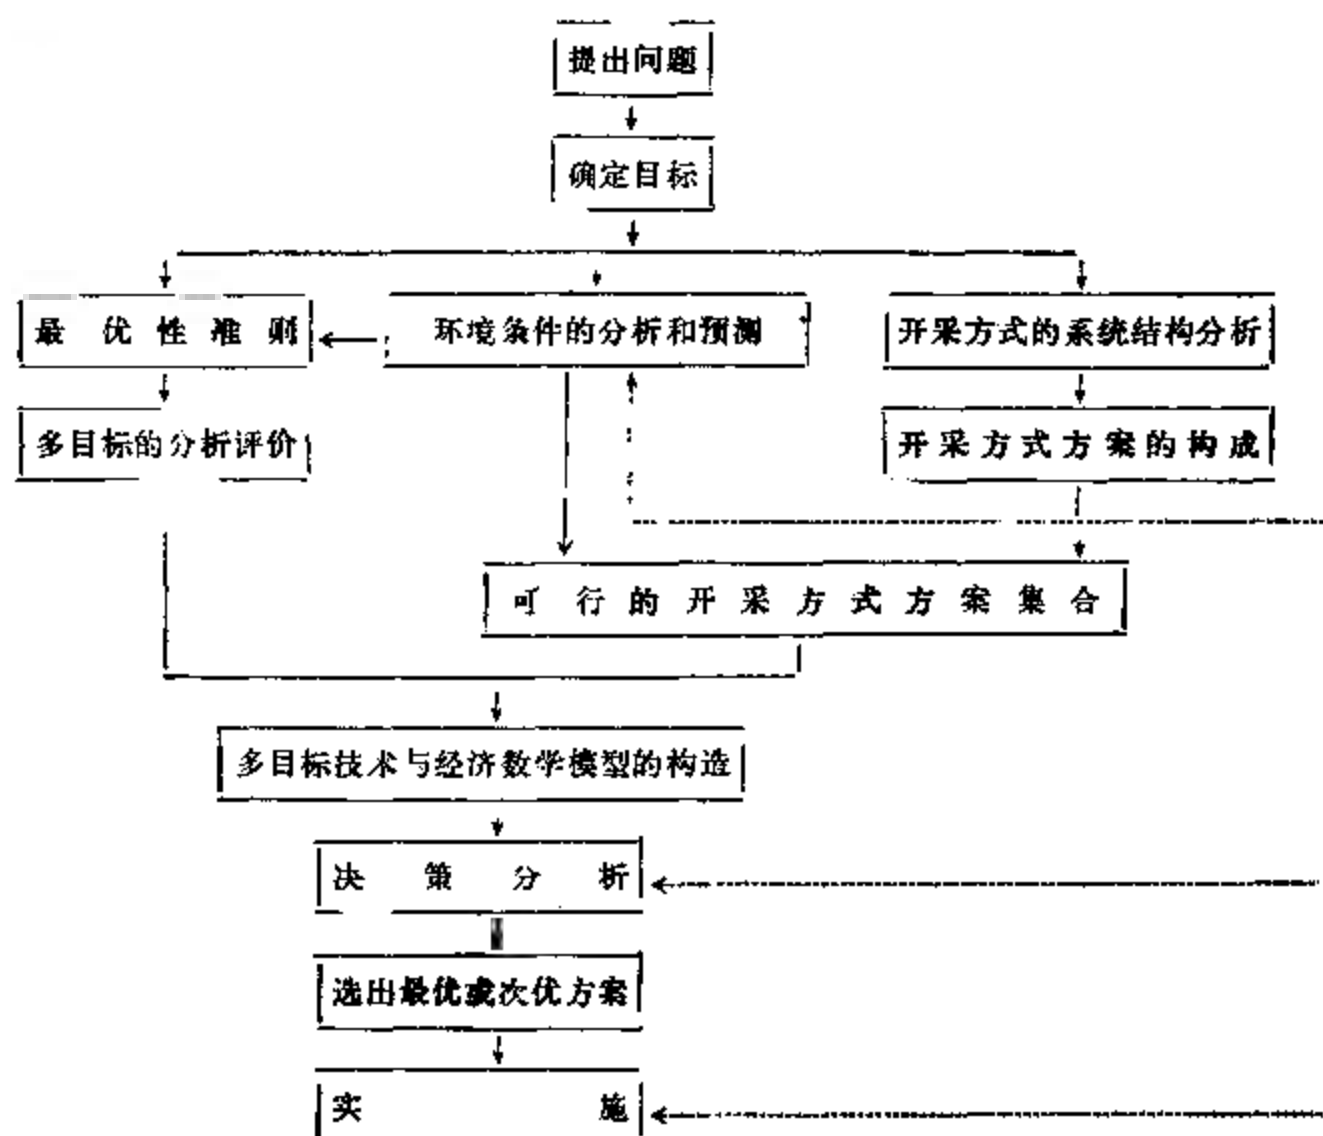 提出问题
确定目标
最优性准则
环境条件的分析和预测
开采方式的系统结构分析
多目标的分析评价
开采方式方案的构成
可行的开采方式方案集合
多目标技术与经济数学模型的构造
决策分析
选出最优或次优方案
实施